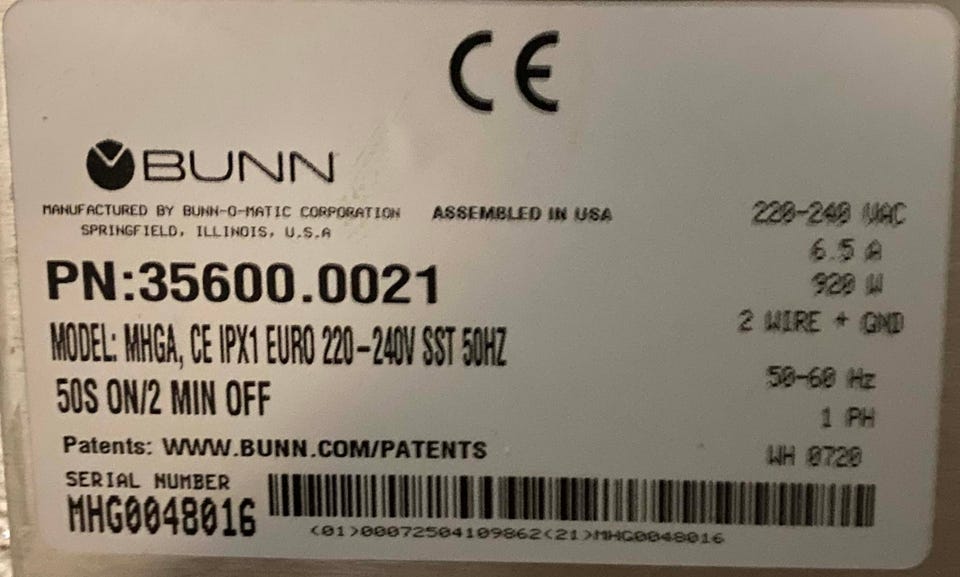 CE
BUNN
MANUFACTURED BY BUNN-O-MATIC CORPORATION
SPRINGFIELD, ILLINOIS, U.S.A
ASSEMBLED IN USA
220-240 VAC
6.5 A
920 W
2 WIRE + GND
50-60 Hz
1 PH
WH 0720
PN:35600.0021
MODEL: MHGA, CE IPX1 EURO 220-240V SST 50HZ
50S ON/2 MIN OFF
Patents: WWW.BUNN.COM/PATENTS
SERIAL NUMBER
MHG0048016
(01)00072504109862(21)MHG0048016